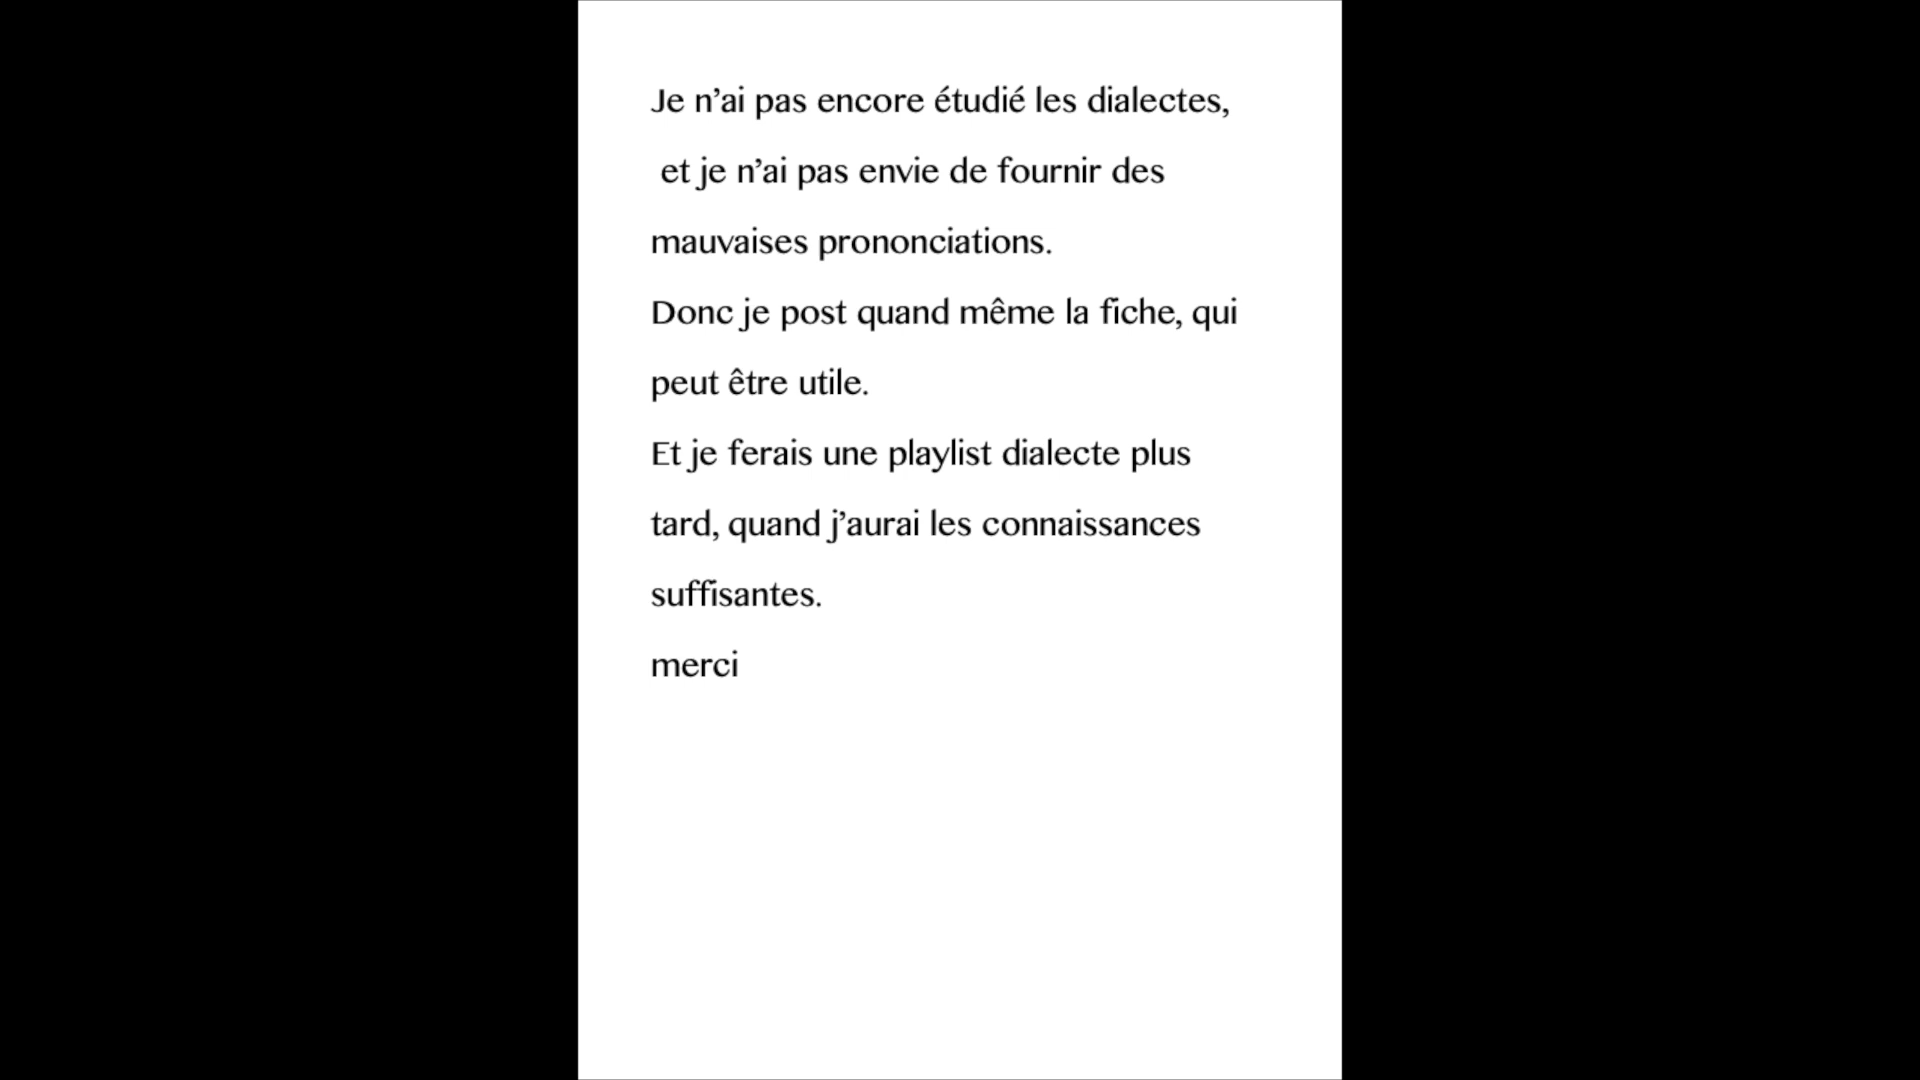 Je n’ai pas encore étudié les dialectes,
et je n’ai pas envie de fournir des
mauvaises prononciations.
Donc je post quand même la fiche, qui
peut être utile.
Et je ferais une playlist dialecte plus
tard, quand j’aurai les connaissances
suffisantes.
merci